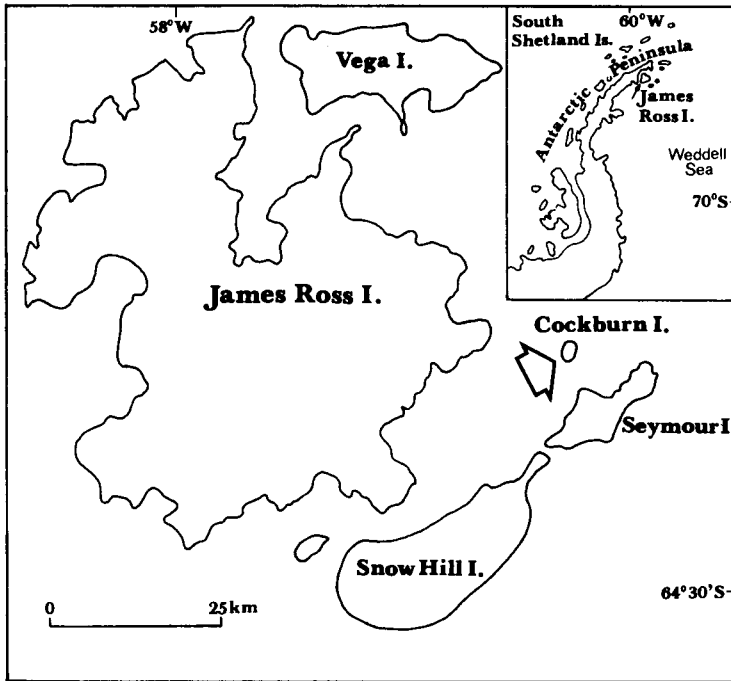 58°W
Vega I.
South
Shetland Is.
60°W
Antarctic Peninsula
James
Ross I.
Weddell
Sea
70°S
James Ross I.
Cockburn I.
Seymour I
Snow Hill I.
64°30'S
0 25km